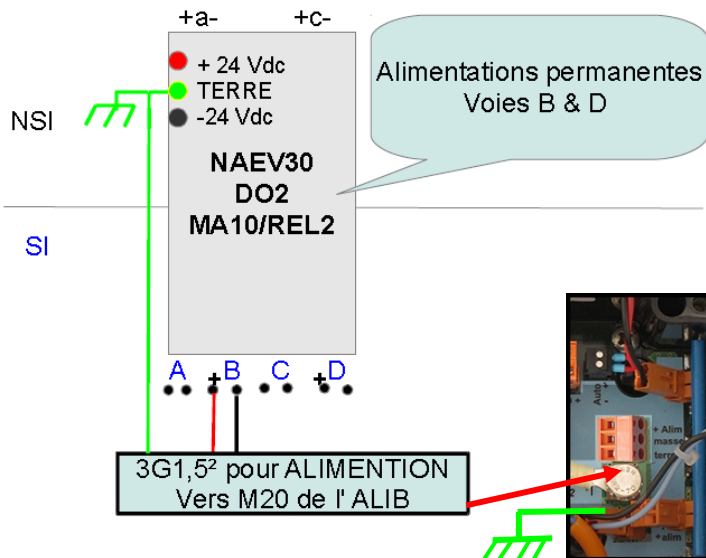 +a-
+c-
+ 24 Vdc
TERRE
-24 Vdc
NSI
Alimentations permanentes
Voies B & D
NAEV30
DO2
MA10/REL2
SI
A + B C + D
3G1,5² pour ALIMENTION
Vers M20 de l' ALIB
Auto
+ Alim
masse
terre
+alim